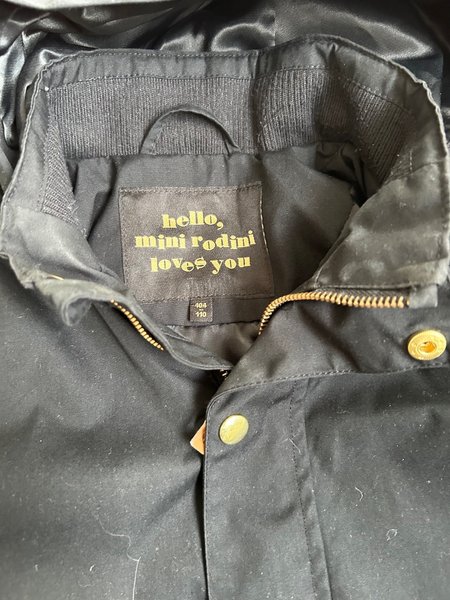 hello,
mini rodini
loves you
104
110